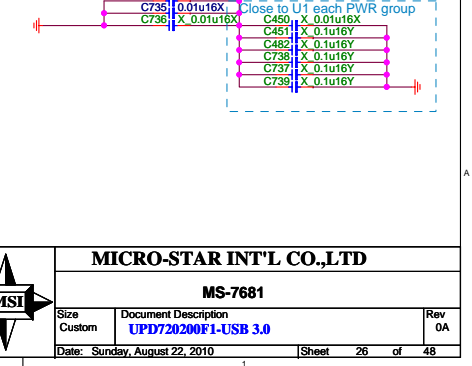 Close to U1 each PWR group
C735 0.01u16X
C736 X_0.01u16X
C450 X_0.01u16X
C451 X_0.1u16Y
C482 X_0.1u16Y
C738 X_0.1u16Y
C737 X_0.1u16Y
C739 X_0.1u16Y
A
MICRO-STAR INT'L CO.,LTD
MS-7681
MSI
Size
Custom
Document Description
UPD720200F1-USB 3.0
Rev
0A
Date: Sunday, August 22, 2010
Sheet 26 of 48
1